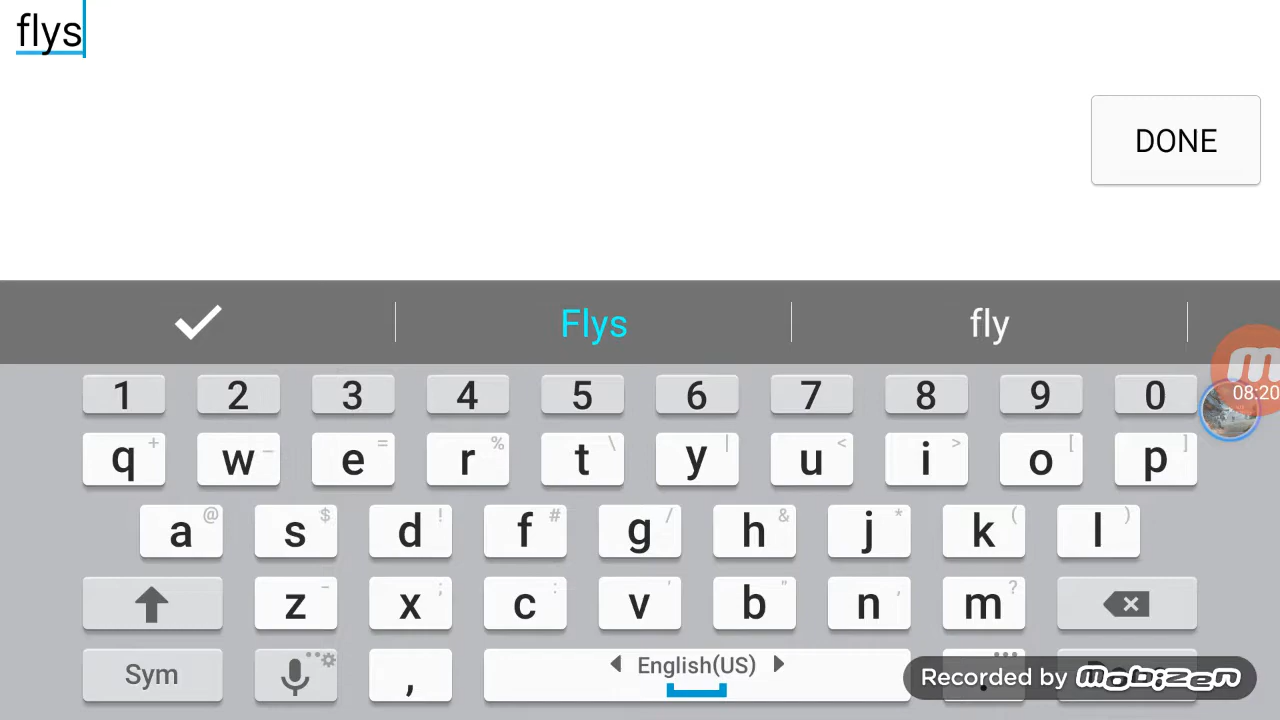 flys
DONE
Flys fly
08:20
1 2 3 4 5 6 7 8 9 0
q + w e = r % t \ y | u < i > o [ p ]
a @ s $ d ! f # g / h & j * k ( l )
z - x ; c : v ' b " n , m ?
Sym , English(US)
Recorded by mobizen